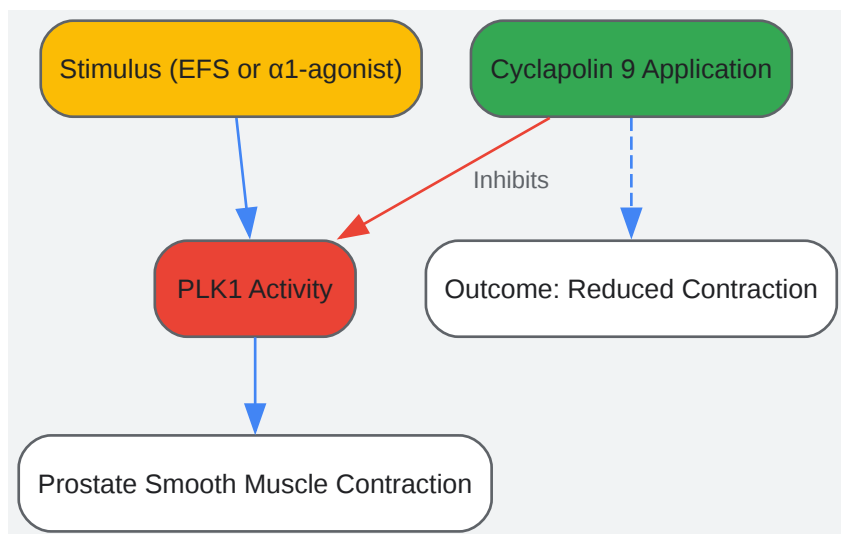 Stimulus (EFS or α1-agonist)
Cyclapolin 9 Application
Inhibits
PLK1 Activity
Outcome: Reduced Contraction
Prostate Smooth Muscle Contraction